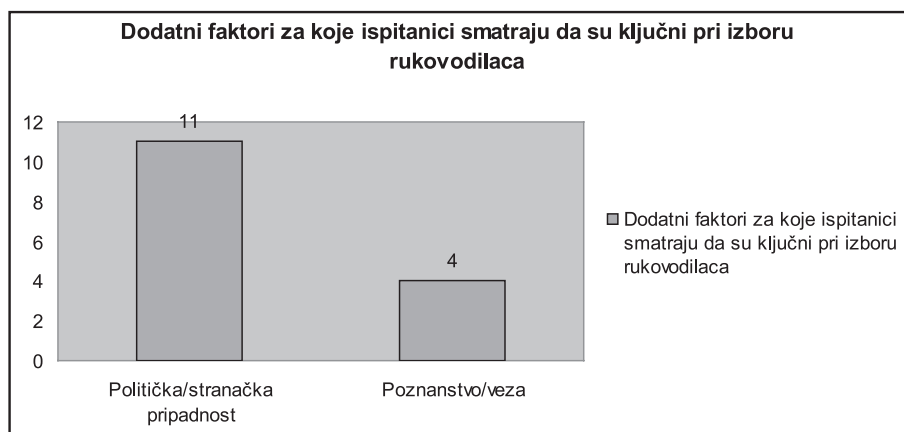 Dodatni faktori za koje ispitanici smatraju da su ključni pri izboru
rukovodilaca
12
10
8
6
4
2
0
11
4
Politička/stranačka
pripadnost
Poznanstvo/veza
Dodatni faktori za koje ispitanici
smatraju da su ključni pri izboru
rukovodilaca